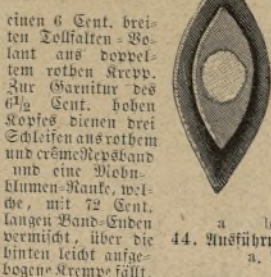 einen 6 Cent. brei-
ten Tollfalten-Vo-
lant aus doppel-
tem rothen Krepp.
Zur Garnitur des
6½ Cent. hohen
Kopfes dienen drei
Schleifen aus rothem
und crême Repsband
und eine Mohn-
blumen-Ranke, wel-
che, mit 72 Cent.
langen Band-Enden
vermischt, über die
hinten leicht aufge-
bogene Krempe fällt.
a
44. Ausführ
a.